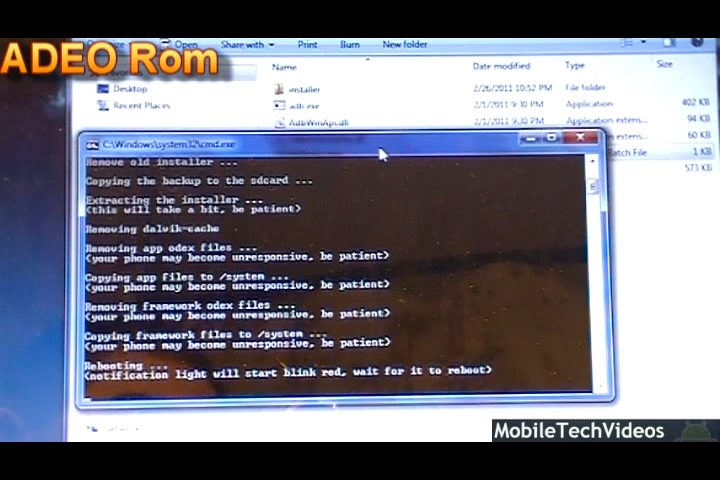 ADEO Rom
Open
Share with
Print
Burn
New folder
Name
Date modified
Type
Size
Desktop
installer
2/26/2011 10:52 PM
File folder
Recent Places
adb.exe
2/1/2011 9:30 PM
Application
402 KB
AdbWinApi.dll
2/1/2011 9:30 PM
Application extens...
94 KB
C:\Windows\system32\cmd.exe
extens...
60 KB
Batch File
1 KB
573 KB
Remove old installer ...
Copying the backup to the sdcard ...
Extracting the installer ...
(this will take a bit, be patient)
Removing dalvik-cache
Removing app odex files ...
(your phone may become unresponsive, be patient)
Copying app files to /system ...
(your phone may become unresponsive, be patient)
Removing framework odex files ...
(your phone may become unresponsive, be patient)
Copying framework files to /system ...
(your phone may become unresponsive, be patient)
Rebooting ...
(notification light will start blink red, wait for it to reboot)
MobileTechVideos